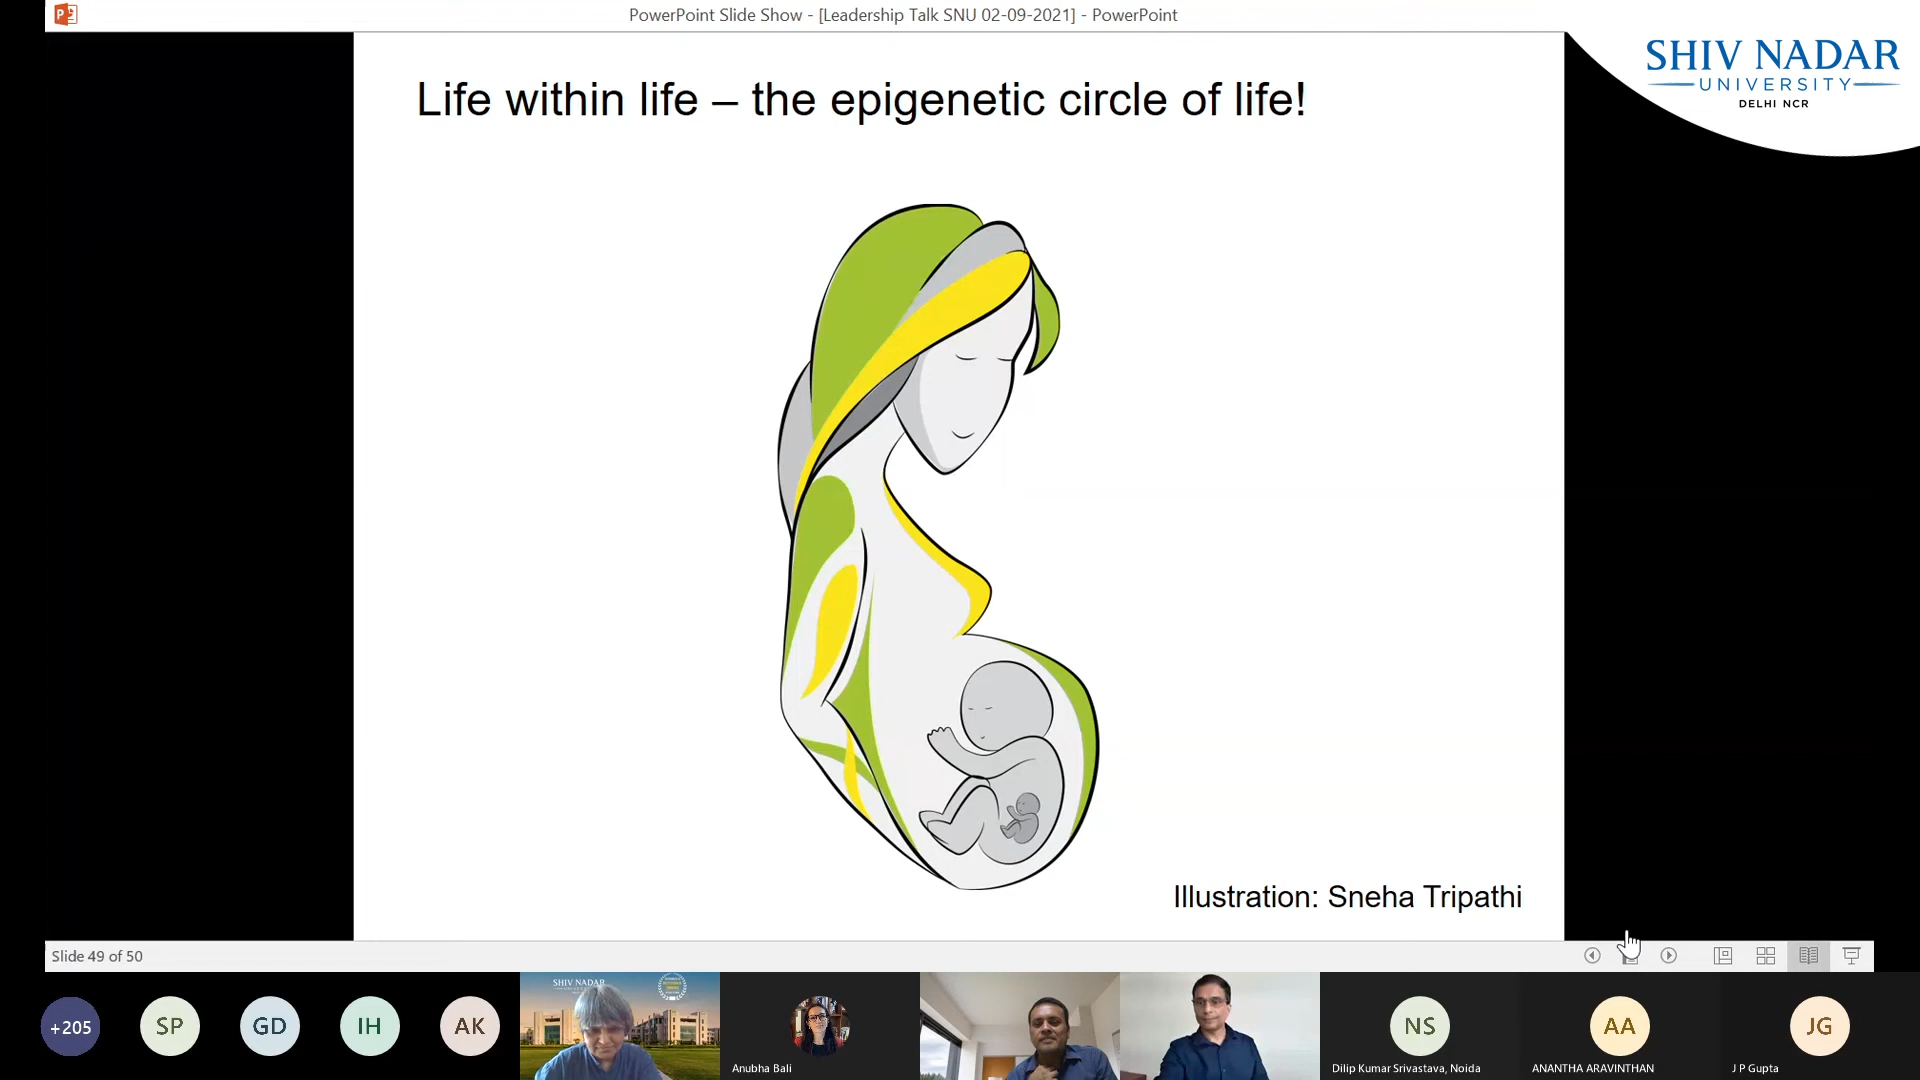 PowerPoint Slide Show - [Leadership Talk SNU 02-09-2021] - PowerPoint
SHIV NADAR
UNIVERSITY
DELHI NCR
Life within life – the epigenetic circle of life!
Illustration: Sneha Tripathi
Slide 49 of 50
+205
SP
GD
IH
AK
SHIV NADAR
Anubha Bali
NS
Dilip Kumar Srivastava, Noida
AA
ANANTHA ARAVINTHAN
JG
J P Gupta